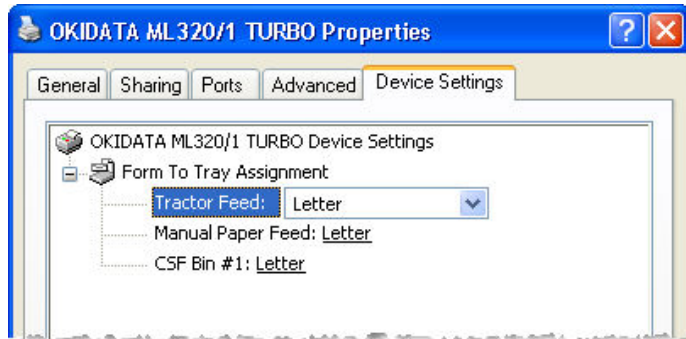 OKIDATA ML320/1 TURBO Properties
General Sharing Ports Advanced Device Settings
OKIDATA ML320/1 TURBO Device Settings
Form To Tray Assignment
Tractor Feed: Letter
Manual Paper Feed: Letter
CSF Bin #1: Letter